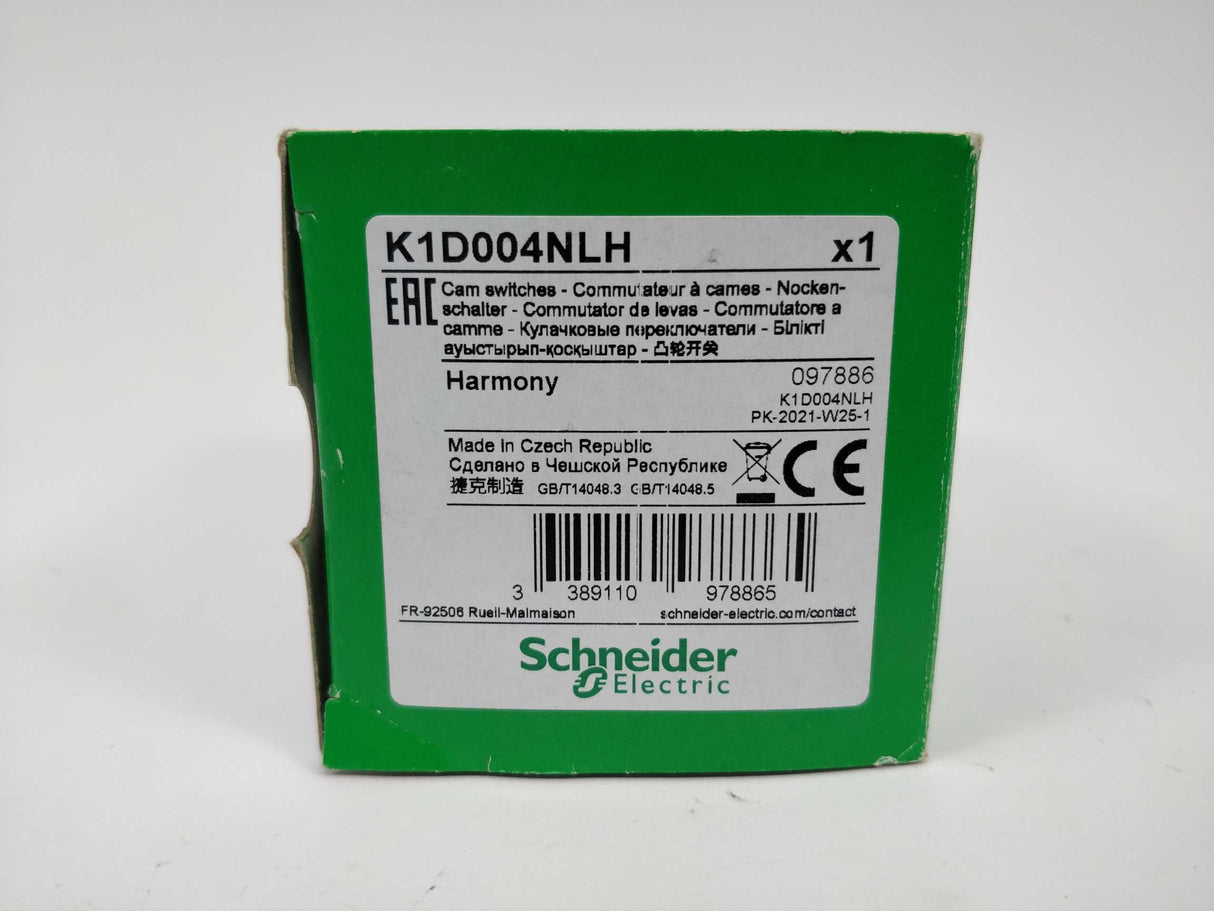 K1D004NLH x1
EAC Cam switches - Commutateur à cames - Nocken-
schalter - Commutator de levas - Commutatore a
camme - Кулачковые переключатели - Білікті
ауыстырып-қосқыштар - 凸轮开关
Harmony 097886
K1D004NLH
PK-2021-W25-1
Made in Czech Republic
Сделано в Чешской Республике
捷克制造 GB/T14048.3 GB/T14048.5
CE
3 389110 978865
FR-92506 Rueil-Malmaison schneider-electric.com/contact
Schneider
Electric